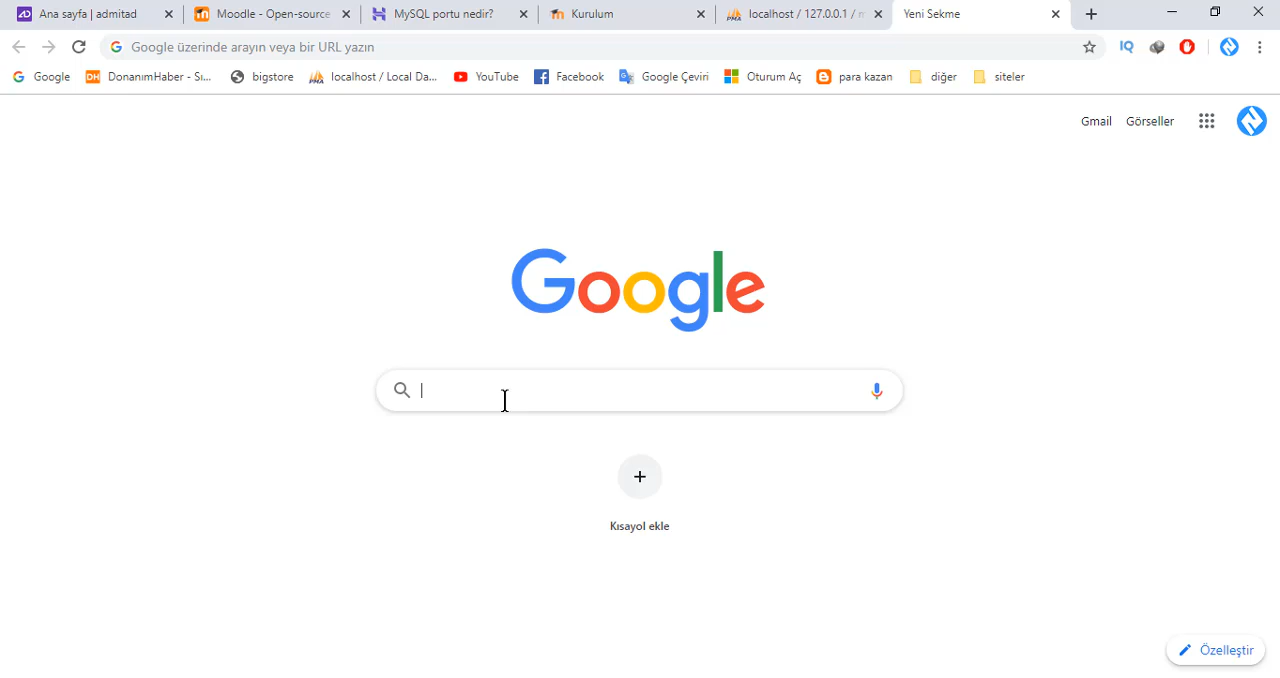 Ana sayfa | admitad
Moodle - Open-source
MySQL portu nedir?
Kurulum
localhost / 127.0.0.1 / m
Yeni Sekme
Google üzerinde arayın veya bir URL yazın
IQ
Google
DH DonanımHaber - Sı...
bigstore
PMA localhost / Local Da...
YouTube
Facebook
Google Çeviri
Oturum Aç
para kazan
diğer
siteler
Gmail
Görseller
Google
Kısayol ekle
Özelleştir